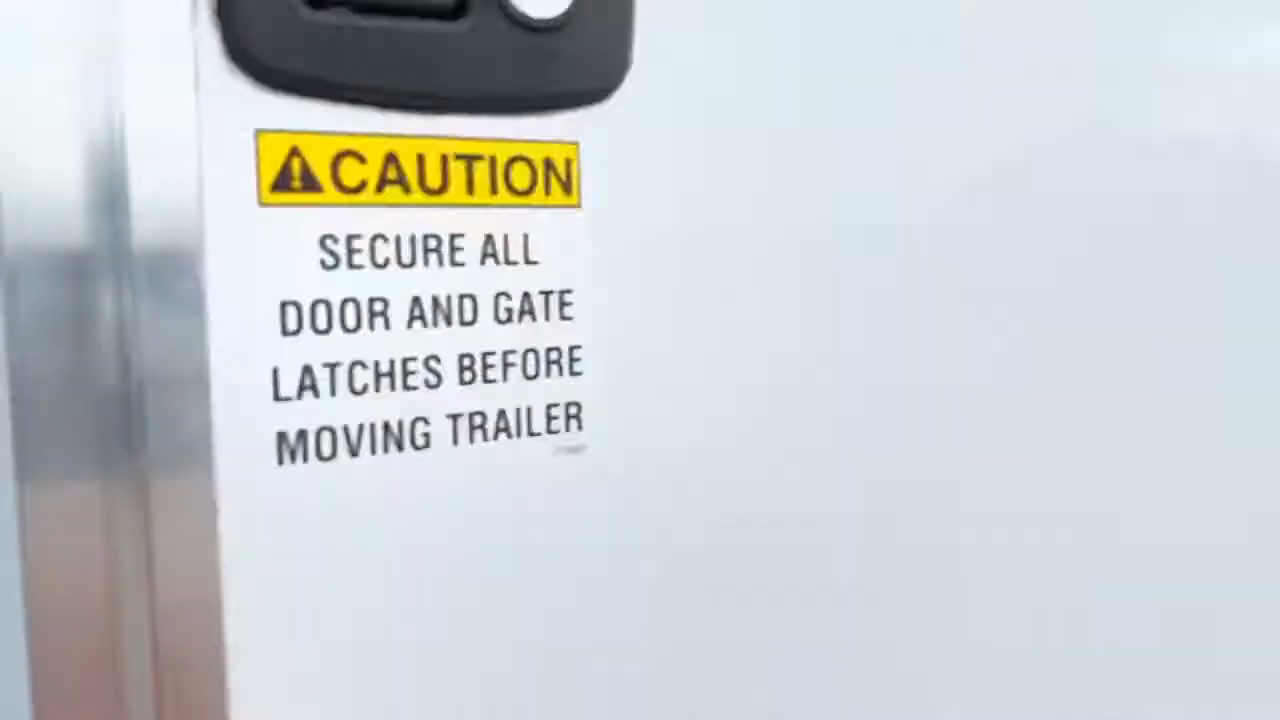 CAUTION
SECURE ALL
DOOR AND GATE
LATCHES BEFORE
MOVING TRAILER